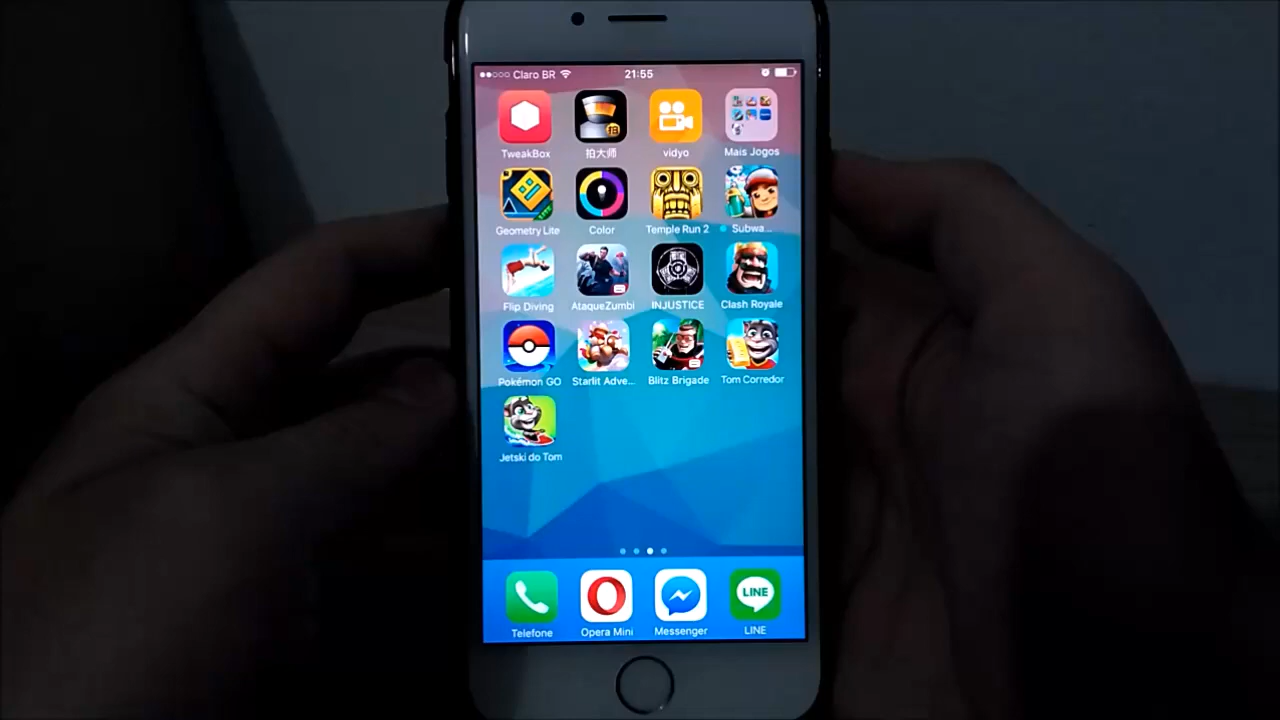 Claro BR 21:55
TweakBox 拍大师 vidyo Mais Jogos
Geometry Lite Color Temple Run 2 Subwa...
Flip Diving AtaqueZumbi INJUSTICE Clash Royale
Pokémon GO Starlit Adve... Blitz Brigade Tom Corredor
Jetski do Tom
LINE
Telefone Opera Mini Messenger LINE